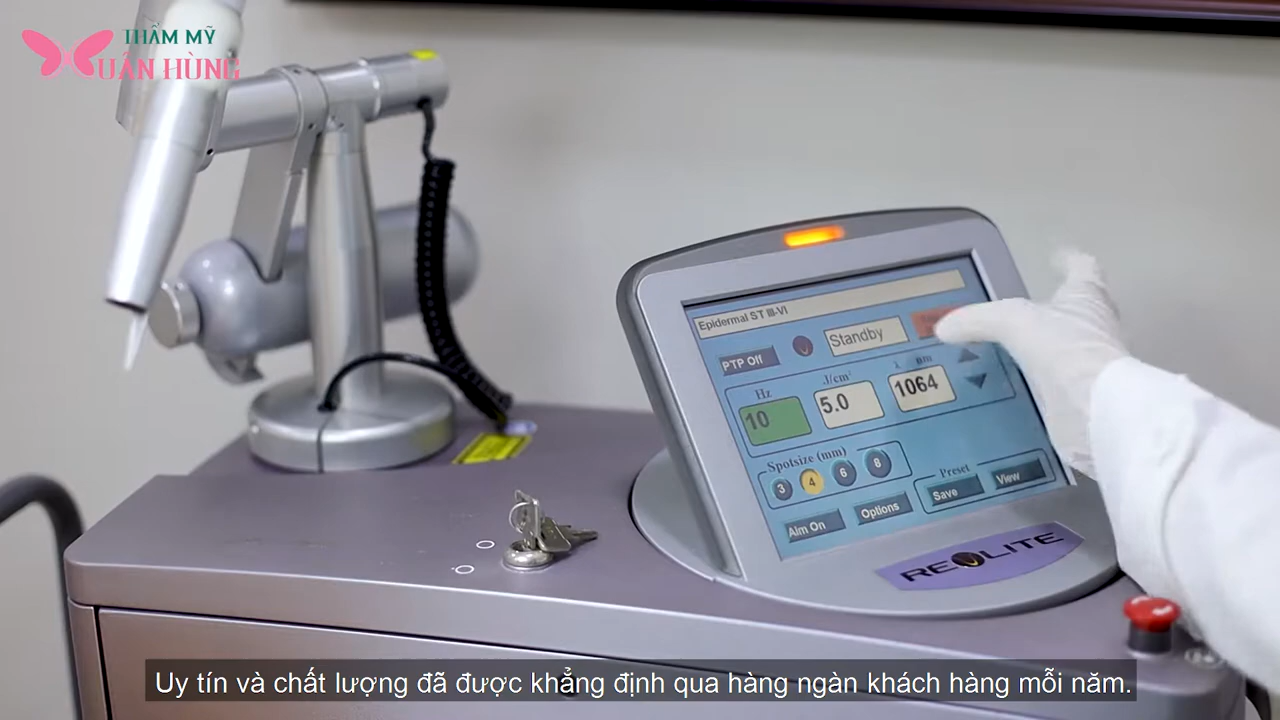 THẨM MỸ
XUÂN HÙNG
Epidermal ST III-VI
PTP Off
Standby
Hz
J/cm²
λ nm
10
5.0
1064
Spotsize (mm)
3
4
6
8
Preset
Aim On
Options
Save
View
REVLITE
Uy tín và chất lượng đã được khẳng định qua hàng ngàn khách hàng mỗi năm.